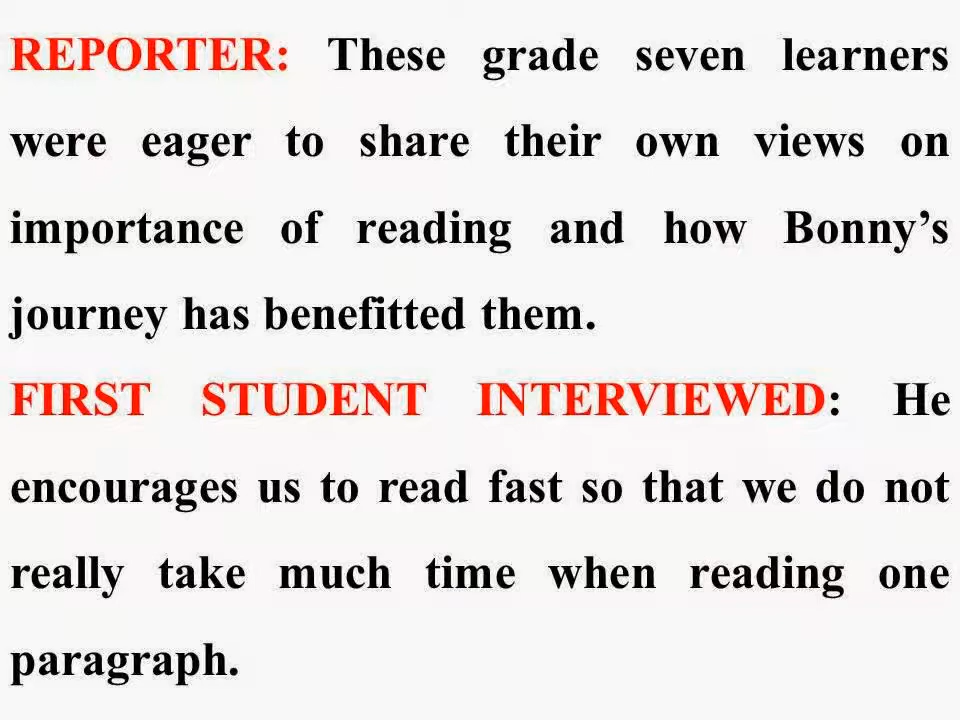 REPORTER: These grade seven learners
were eager to share their own views on
importance of reading and how Bonny’s
journey has benefitted them.
FIRST STUDENT INTERVIEWED: He
encourages us to read fast so that we do not
really take much time when reading one
paragraph.